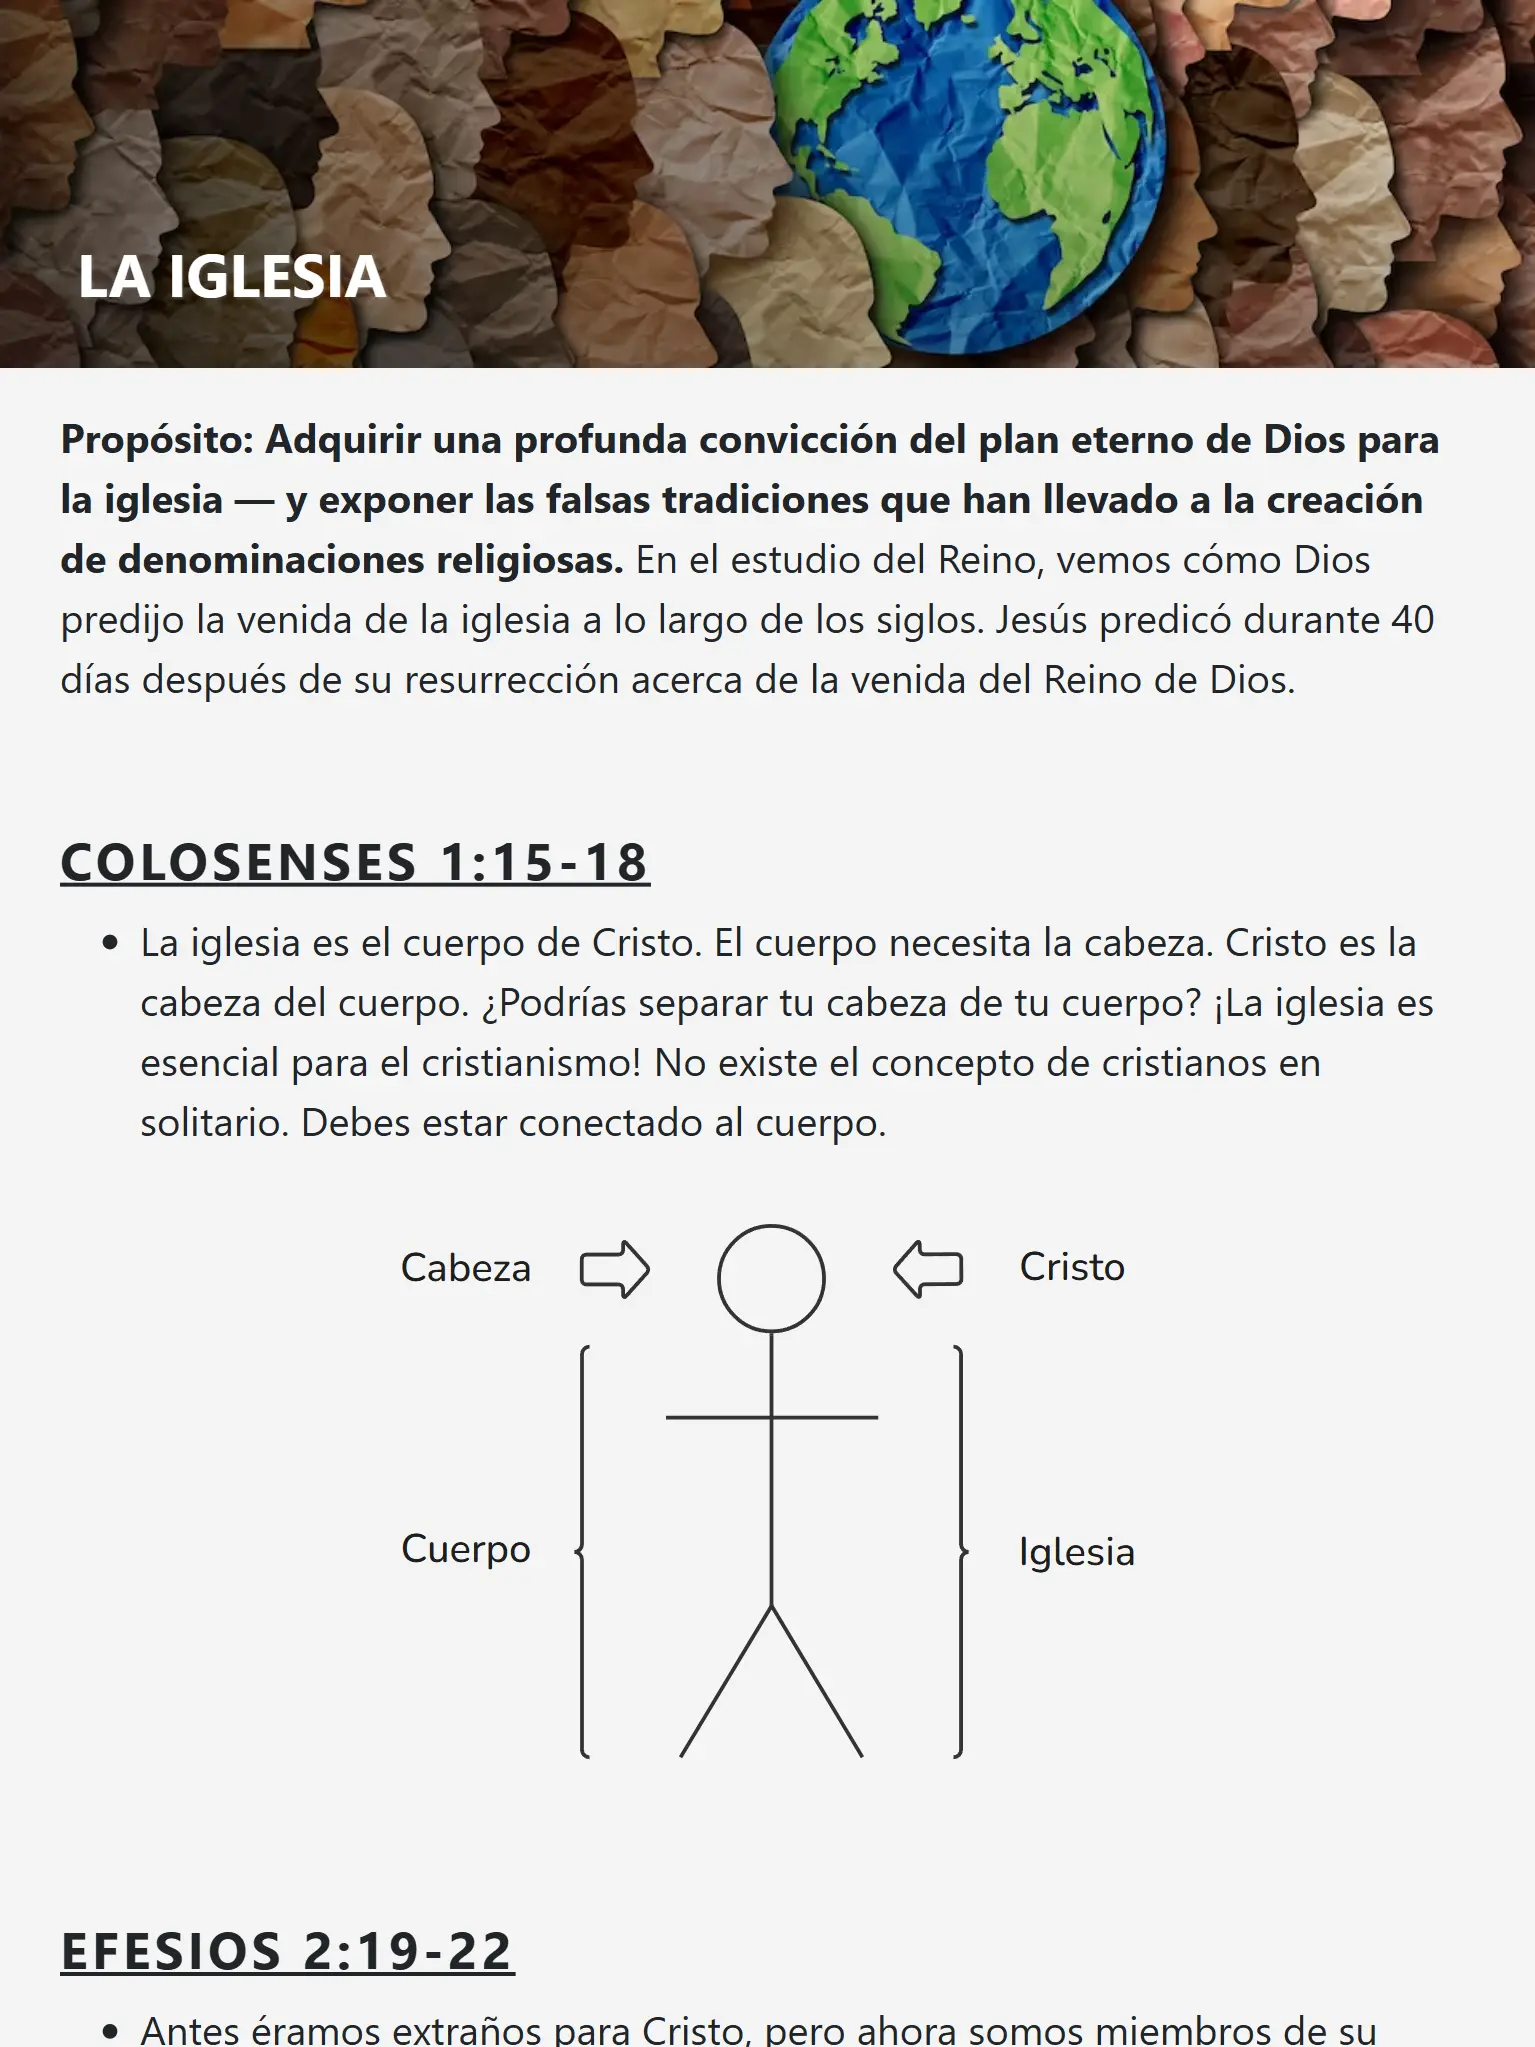 LA IGLESIA
Propósito: Adquirir una profunda convicción del plan eterno de Dios para
la iglesia — y exponer las falsas tradiciones que han llevado a la creación
de denominaciones religiosas. En el estudio del Reino, vemos cómo Dios
predijo la venida de la iglesia a lo largo de los siglos. Jesús predicó durante 40
días después de su resurrección acerca de la venida del Reino de Dios.
COLOSENSES 1:15-18
• La iglesia es el cuerpo de Cristo. El cuerpo necesita la cabeza. Cristo es la
cabeza del cuerpo. ¿Podrías separar tu cabeza de tu cuerpo? ¡La iglesia es
esencial para el cristianismo! No existe el concepto de cristianos en
solitario. Debes estar conectado al cuerpo.
Cabeza Cristo
Cuerpo Iglesia
EFESIOS 2:19-22
• Antes éramos extraños para Cristo, pero ahora somos miembros de su